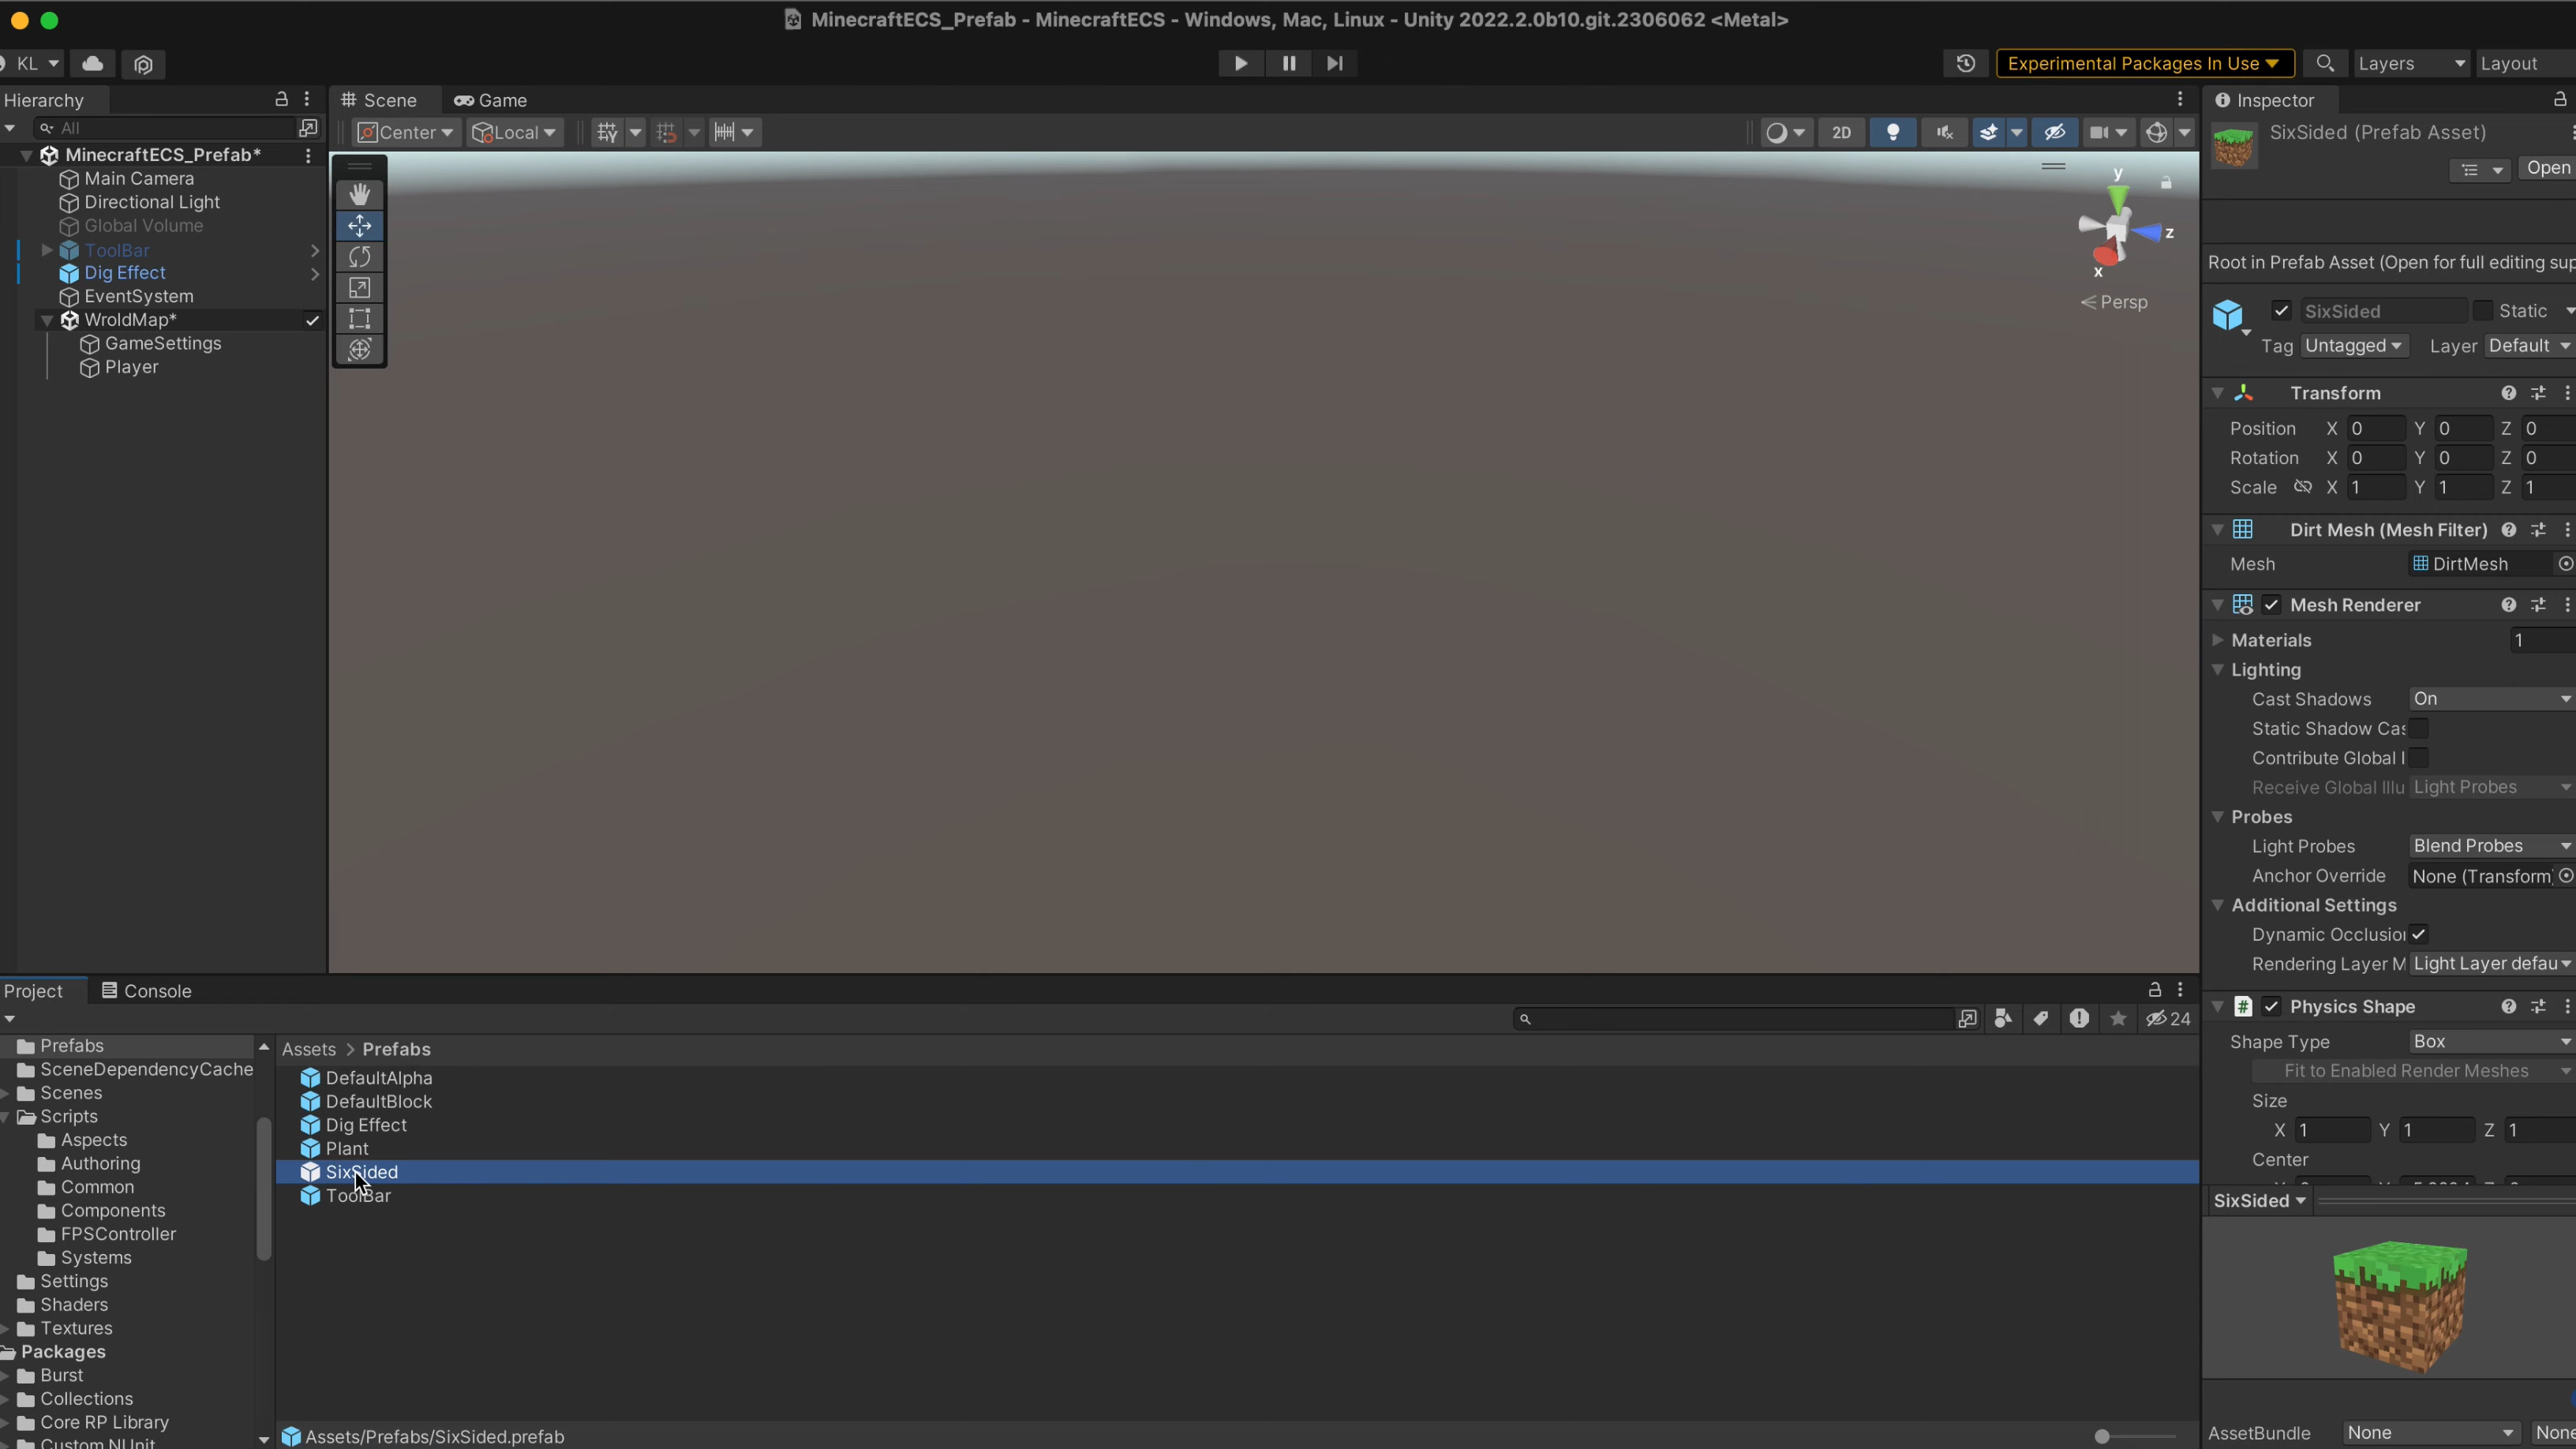 MinecraftECS_Prefab - MinecraftECS - Windows, Mac, Linux - Unity 2022.2.0b10.git.2306062 <Metal>
KL
Experimental Packages In Use
Layers
Layout
Hierarchy
All
MinecraftECS_Prefab*
Main Camera
Directional Light
Global Volume
ToolBar
Dig Effect
EventSystem
WroldMap*
GameSettings
Player
Scene
Game
Center
Local
2D
y
z
x
Persp
Inspector
SixSided (Prefab Asset)
Open
Root in Prefab Asset (Open for full editing sup
SixSided
Static
Tag Untagged Layer Default
Transform
Position X 0 Y 0 Z 0
Rotation X 0 Y 0 Z 0
Scale X 1 Y 1 Z 1
Dirt Mesh (Mesh Filter)
Mesh DirtMesh
Mesh Renderer
Materials 1
Lighting
Cast Shadows On
Static Shadow Cas
Contribute Global I
Receive Global Illu Light Probes
Probes
Light Probes Blend Probes
Anchor Override None (Transform)
Additional Settings
Dynamic Occlusion
Rendering Layer M Light Layer defau
# Physics Shape
Shape Type Box
Fit to Enabled Render Meshes
Size
X 1 Y 1 Z 1
Center
SixSided
AssetBundle None None
Project
Console
24
Prefabs
SceneDependencyCache
Scenes
Scripts
Aspects
Authoring
Common
Components
FPSController
Systems
Settings
Shaders
Textures
Packages
Burst
Collections
Core RP Library
Custom NUnit
Assets > Prefabs
DefaultAlpha
DefaultBlock
Dig Effect
Plant
SixSided
ToolBar
Assets/Prefabs/SixSided.prefab